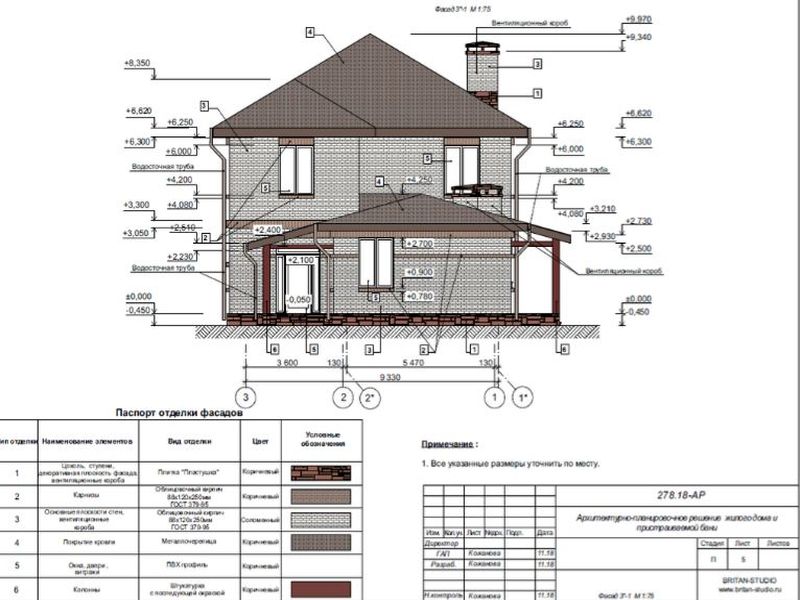 Фасад 3*-1 М 1:75
Вентиляционный короб
+9,970
+9,340
4
3
1
+8,350
+6,620
+6,250
+6,300
+6,000
3
+6,250
+6,000
+6,620
+6,300
Водосточная труба
+4,200
+4,080
5
5
4
+4,250
Водосточная труба
+4,200
+4,080
+3,210
+3,300
+3,050
+2,510
+2,230
2
+2,400
+2,100
+2,700
+0,900
+0,780
+2,930
+2,730
+2,500
Водосточная труба
Вентиляционный короб
±0,000
-0,450
-0,050
5
±0,000
-0,450
6
5
3
2
1
6
3 600
130
5 470
130
9 330
3
2
2*
1
1*
Паспорт отделки фасадов
Тип отделки
Наименование элементов
Вид отделки
Цвет
Условные обозначения
1
Цоколь, ступени,
декоративная плоскость фасада,
вентиляционные короба
Плитка "Пластушка"
Коричневый
2
Карнизы
Облицовочный кирпич
88х120х250мм
ГОСТ 379-95
Коричневый
3
Основные плоскости стен,
вентиляционные
короба
Облицовочный кирпич
88х120х250мм
ГОСТ 379-95
Соломенный
4
Покрытие кровли
Металлочерепица
Коричневый
5
Окна, двери,
витражи
ПВХ профиль
Коричневый
6
Колонны
Штукатурка
с последующей окраской
Коричневый
Примечание :
1. Все указанные размеры уточнить по месту.
278.18-АР
Архитектурно-планировочное решение жилого дома и
пристраиваемой бани
Изм. Кол.уч. Лист №док. Подп. Дата
Директор
ГАП Кожанова 11.18
Разраб. Кожанова 11.18
Н.контроль Кожанова 11.18
Стадия Лист Листов
П 5
Фасад 3*-1 М 1:75
BRITAN-STUDIO
www.britan-studio.ru